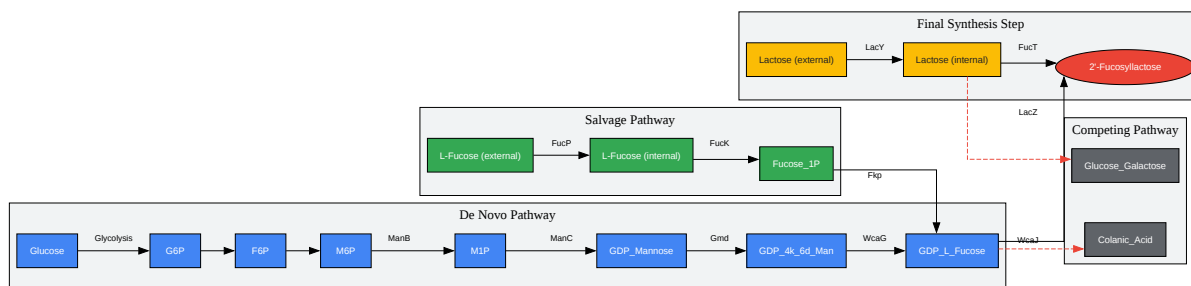 Final Synthesis Step
Lactose (external)
LacY
Lactose (internal)
FucT
2'-Fucosyllactose
LacZ
Competing Pathway
Glucose_Galactose
Colanic_Acid
Salvage Pathway
L-Fucose (external)
FucP
L-Fucose (internal)
FucK
Fucose_1P
Fkp
De Novo Pathway
Glucose
Glycolysis
G6P
F6P
M6P
ManB
M1P
ManC
GDP_Mannose
Gmd
GDP_4k_6d_Man
WcaG
GDP_L_Fucose
WcaJ